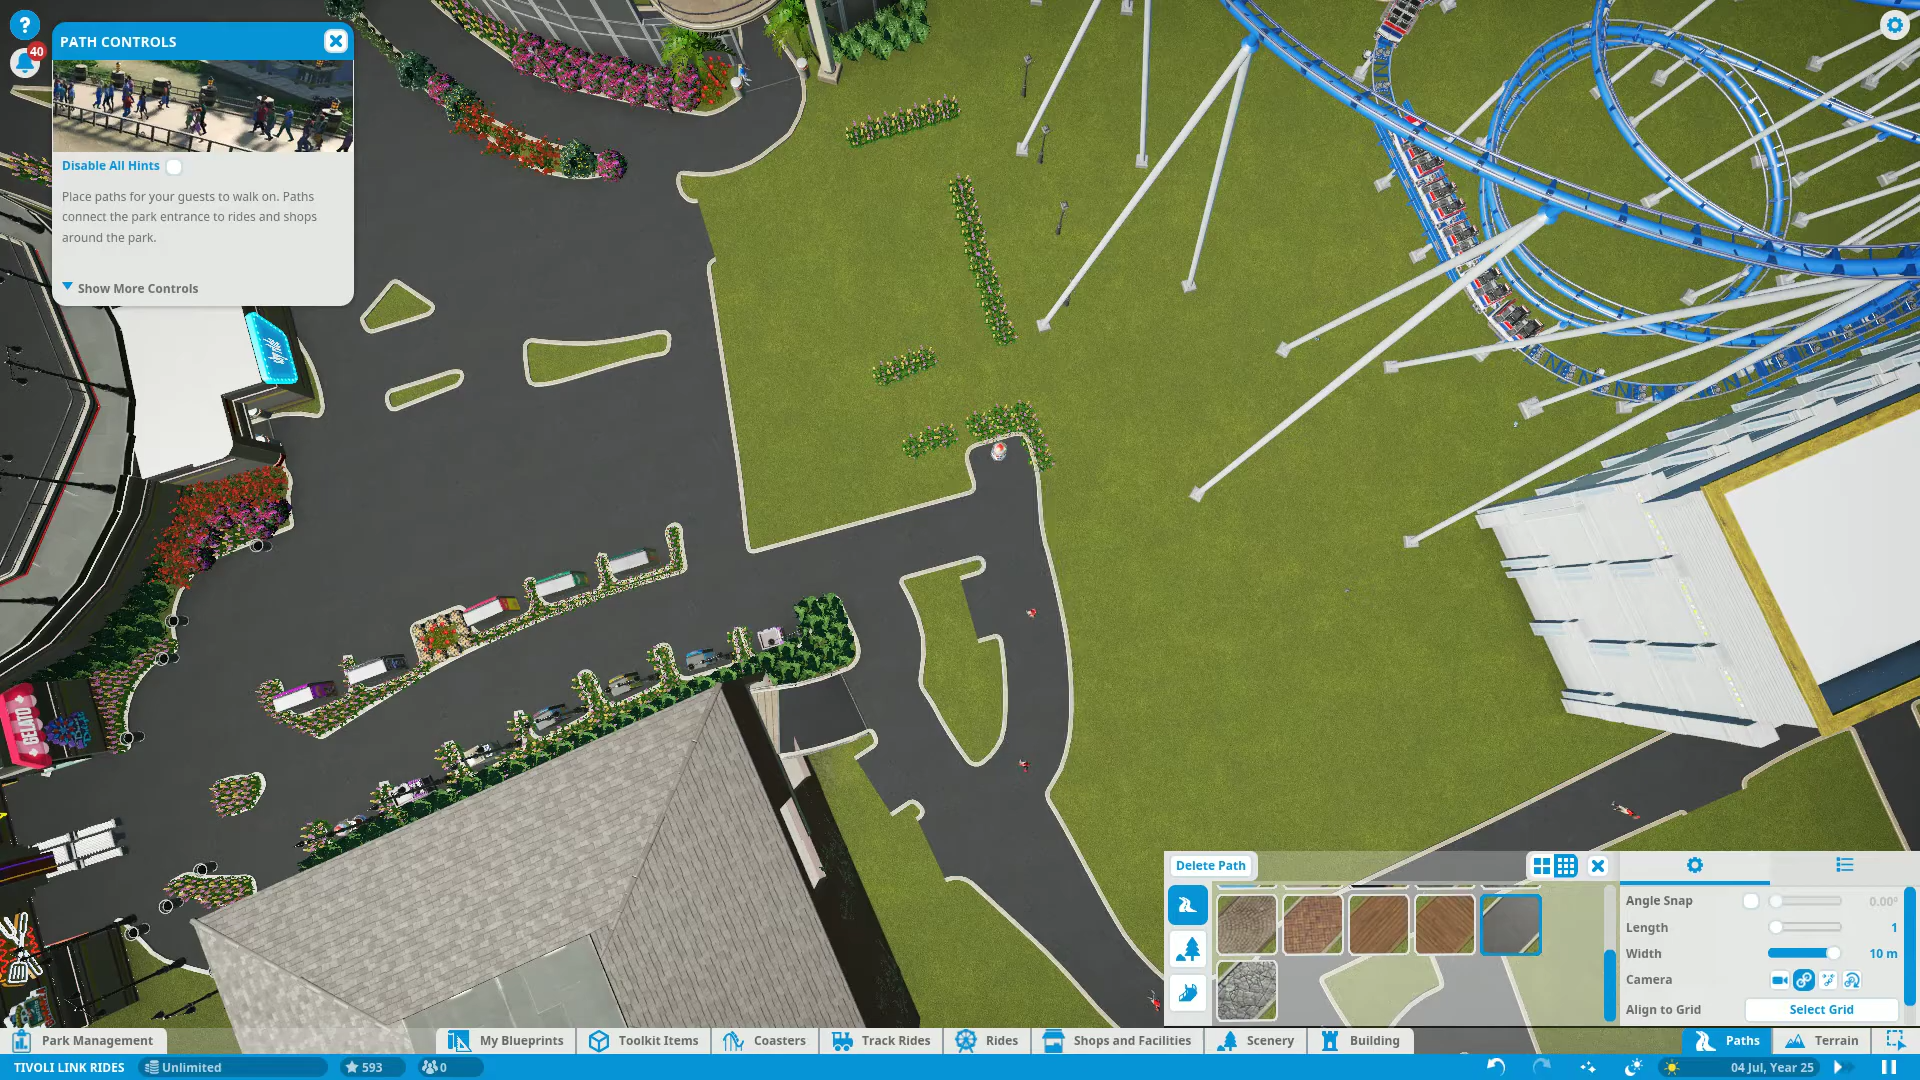 ?
40
PATH CONTROLS
Disable All Hints
Place paths for your guests to walk on. Paths
connect the park entrance to rides and shops
around the park.
Show More Controls
GELATO
Delete Path
Angle Snap
0.00°
Length
1
Width
10 m
Camera
Align to Grid
Select Grid
Park Management
My Blueprints
Toolkit Items
Coasters
Track Rides
Rides
Shops and Facilities
Scenery
Building
Paths
Terrain
TIVOLI LINK RIDES
Unlimited
593
0
04 Jul, Year 25